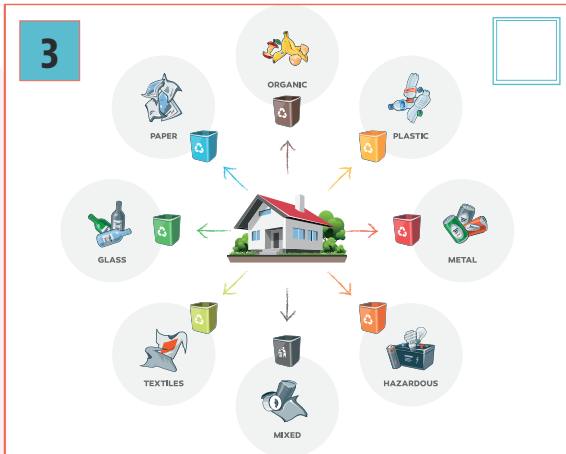 3
ORGANIC
PAPER
PLASTIC
GLASS
METAL
TEXTILES
HAZARDOUS
MIXED